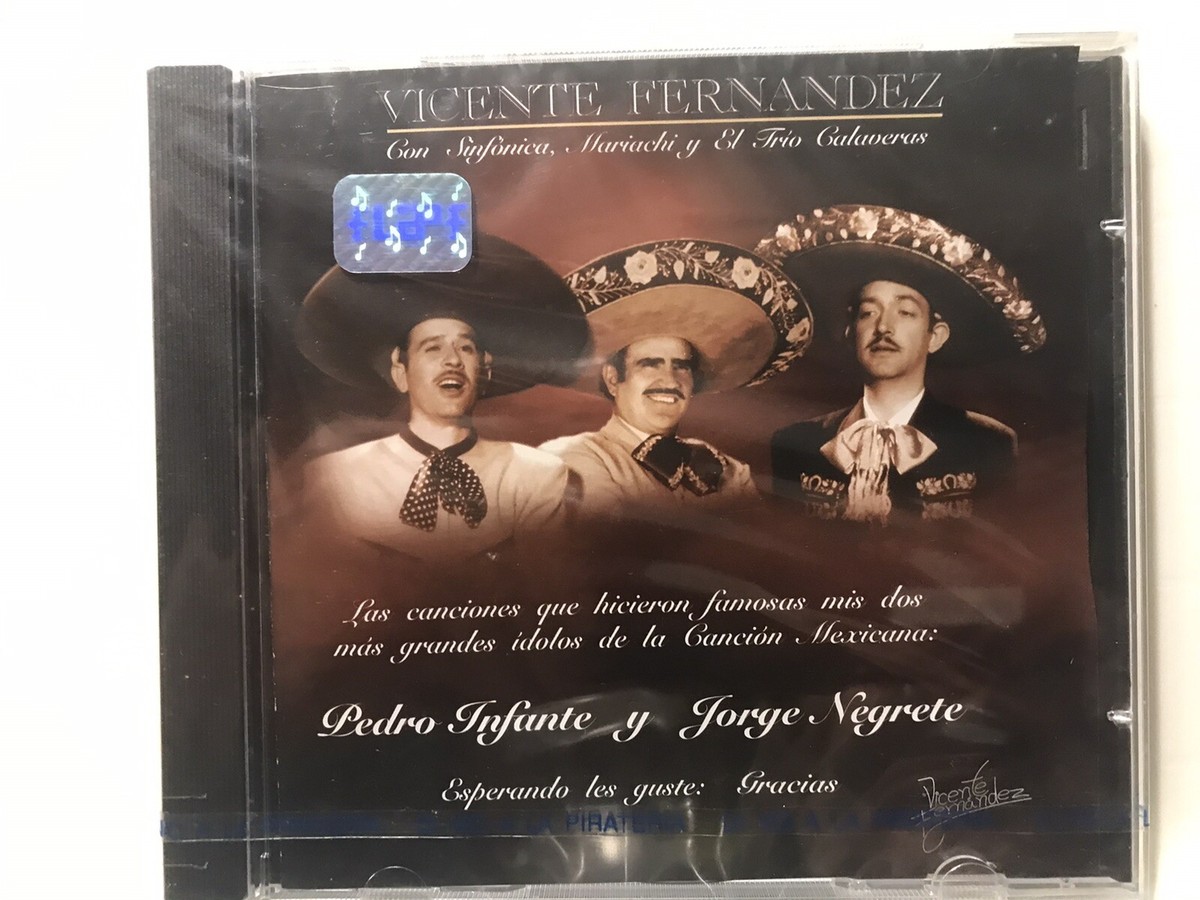 VICENTE FERNANDEZ
Con Sinfónica, Mariachi y El Trío Calaveras
Las canciones que hicieron famosas mis dos
más grandes ídolos de la Canción Mexicana:
Pedro Infante y Jorge Negrete
Esperando les guste: Gracias
Vicente
Fernández
PIRATERIA